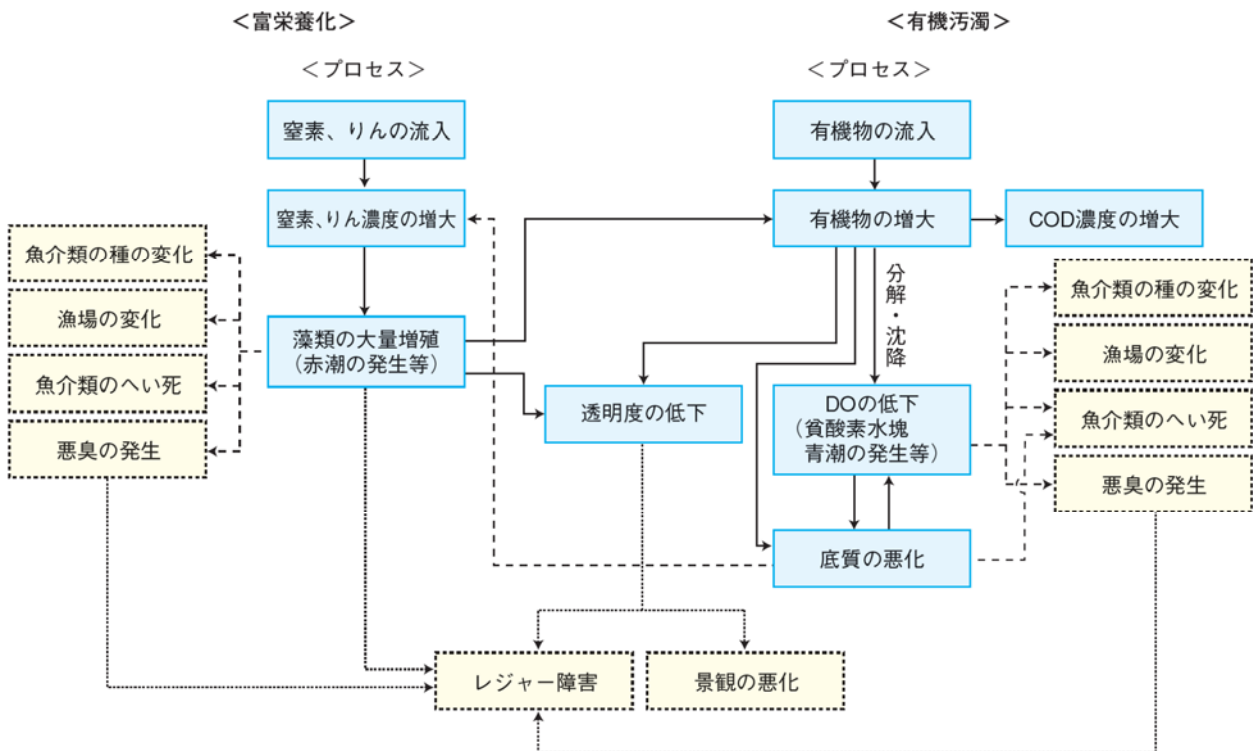 ＜富栄養化＞
＜有機汚濁＞
＜プロセス＞
＜プロセス＞
窒素、りんの流入
有機物の流入
窒素、りん濃度の増大
有機物の増大
COD濃度の増大
魚介類の種の変化
漁場の変化
魚介類のへい死
悪臭の発生
藻類の大量増殖
（赤潮の発生等）
透明度の低下
分解・沈降
DOの低下
（貧酸素水塊
青潮の発生等）
底質の悪化
魚介類の種の変化
漁場の変化
魚介類のへい死
悪臭の発生
レジャー障害
景観の悪化